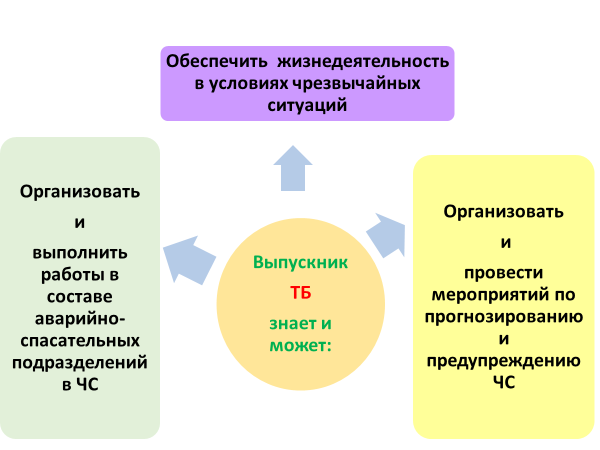 Обеспечить жизнедеятельность
в условиях чрезвычайных
ситуаций
Организовать
и
выполнить
работы в
составе
аварийно-
спасательных
подразделений
в ЧС
Выпускник
ТБ
знает и
может:
Организовать
и
провести
мероприятий по
прогнозированию
и
предупреждению
ЧС